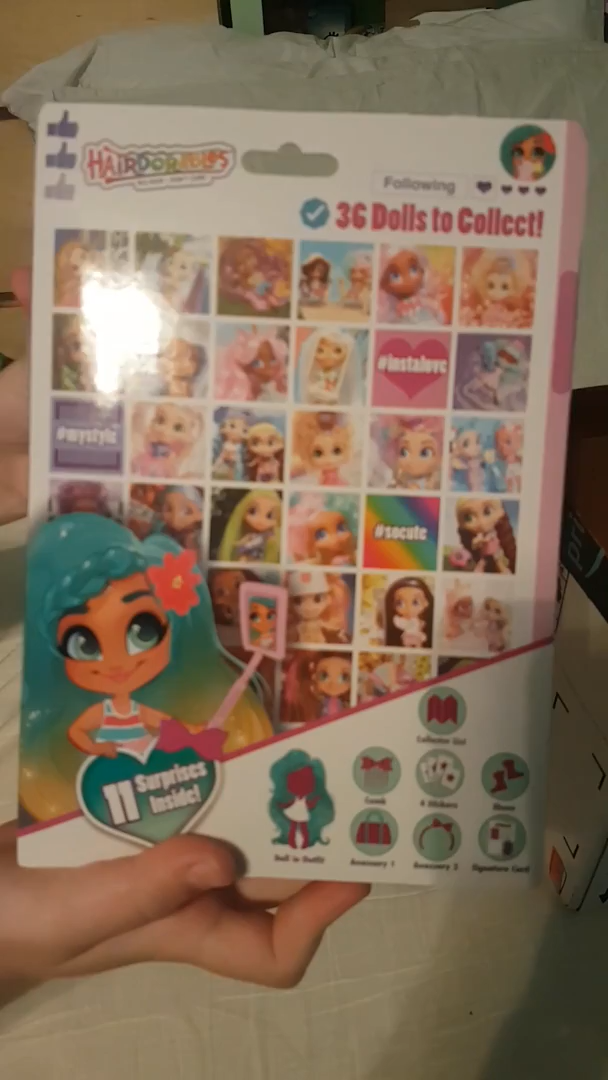 HAIRDORABLES
Following
36 Dolls to Collect!
#instalove
#mystyle
#socute
11 Surprises
Inside!
Collector List
Comb
4 Stickers
Shoes
Doll in Outfit
Accessory 1
Accessory 2
Signature Card